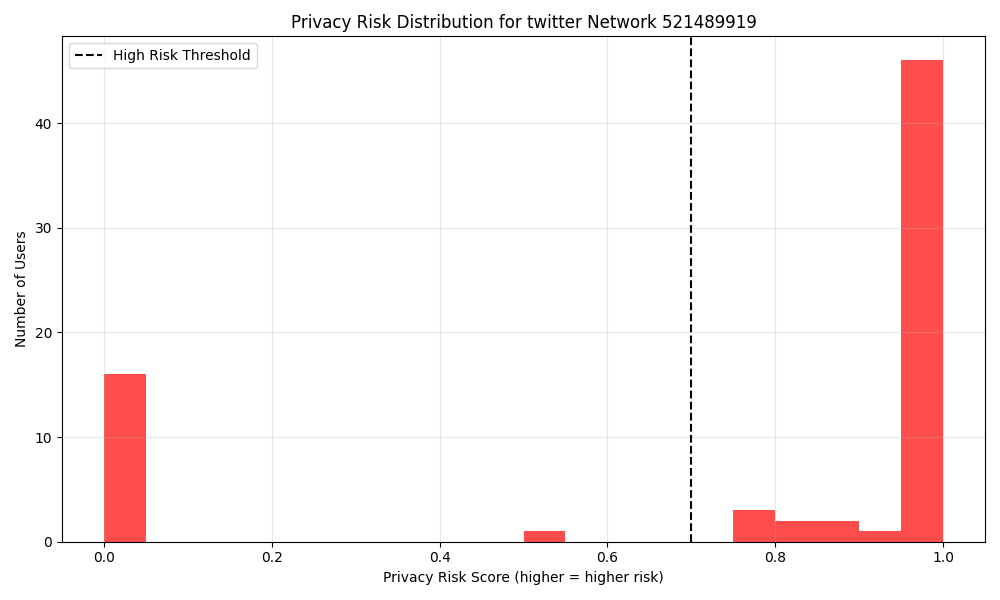 Privacy Risk Distribution for twitter Network 521489919
High Risk Threshold
Number of Users
40
30
20
10
0
0.0
0.2
0.4
0.6
0.8
1.0
Privacy Risk Score (higher = higher risk)